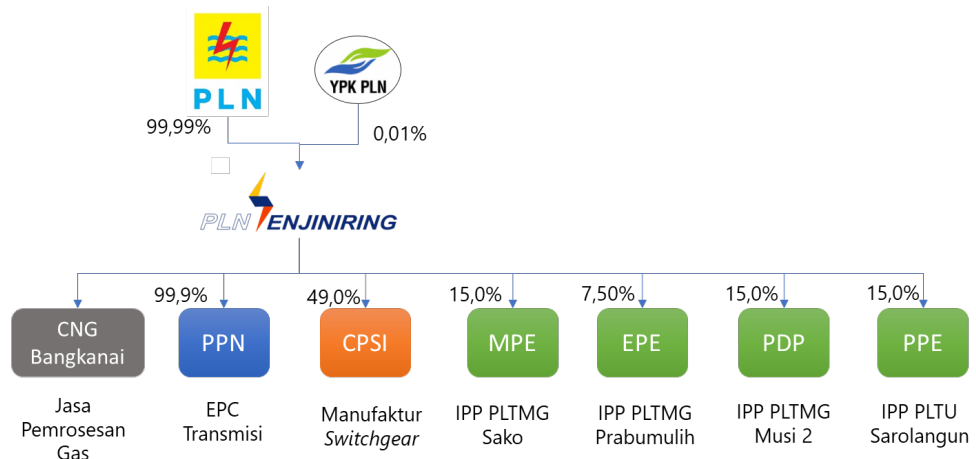 PLN
YPK PLN
99,99%
0,01%
PLN ENJINIRING
99,9%
49,0%
15,0%
7,50%
15,0%
15,0%
CNG
Bangkanai
PPN
CPSI
MPE
EPE
PDP
PPE
Jasa
Pemrosesan
Gas
EPC
Transmisi
Manufaktur
Switchgear
IPP PLTMG
Sako
IPP PLTMG
Prabumulih
IPP PLTMG
Musi 2
IPP PLTU
Sarolangun